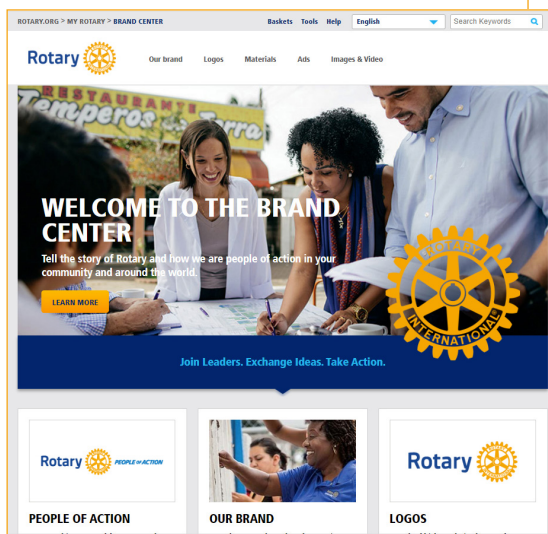 ROTARY.ORG > MY ROTARY > BRAND CENTER
Baskets Tools Help English Search Keywords
Rotary
Our brand Logos Materials Ads Images & Video
RESTAURANTE
Temperos
Terra
WELCOME TO THE BRAND
CENTER
Tell the story of Rotary and how we are people of action in your
community and around the world.
LEARN MORE
ROTARY
INTERNATIONAL
Join Leaders. Exchange Ideas. Take Action.
Rotary PEOPLE OF ACTION
Rotary
PEOPLE OF ACTION
OUR BRAND
LOGOS